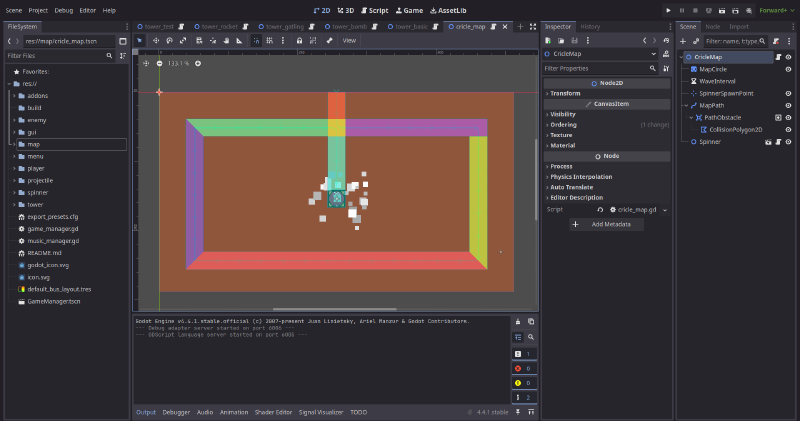 Scene Project Debug Editor Help
2D 3D Script Game AssetLib
Forward+
FileSystem
res://map/cricle_map.tscn
Filter Files
Favorites:
res://
addons
build
enemy
gui
map
menu
player
projectile
spinner
tower
export_presets.cfg
game_manager.gd
music_manager.gd
README.md
godot_icon.svg
icon.svg
default_bus_layout.tres
GameManager.tscn
tower_test tower_rocket tower_gatling tower_bomb tower_basic cricle_map
View
133.1 %
Godot Engine v4.4.1.stable.official (c) 2007-present Juan Linietsky, Ariel Manzur & Godot Contributors.
--- Debug adapter server started on port 6006 ---
--- GDScript language server started on port 6005 ---
1
0
0
2
Output Debugger Audio Animation Shader Editor Signal Visualizer TODO
4.4.1.stable
Inspector History
CricleMap
Filter Properties
Node2D
Transform
CanvasItem
Visibility
Ordering (1 change)
Texture
Material
Node
Process
Physics Interpolation
Auto Translate
Editor Description
Script cricle_map.gd
Add Metadata
Scene Node Import
Filter: name, t:type,
CricleMap
MapCircle
WaveInterval
SpinnerSpawnPoint
MapPath
PathObstacle
CollisionPolygon2D
Spinner